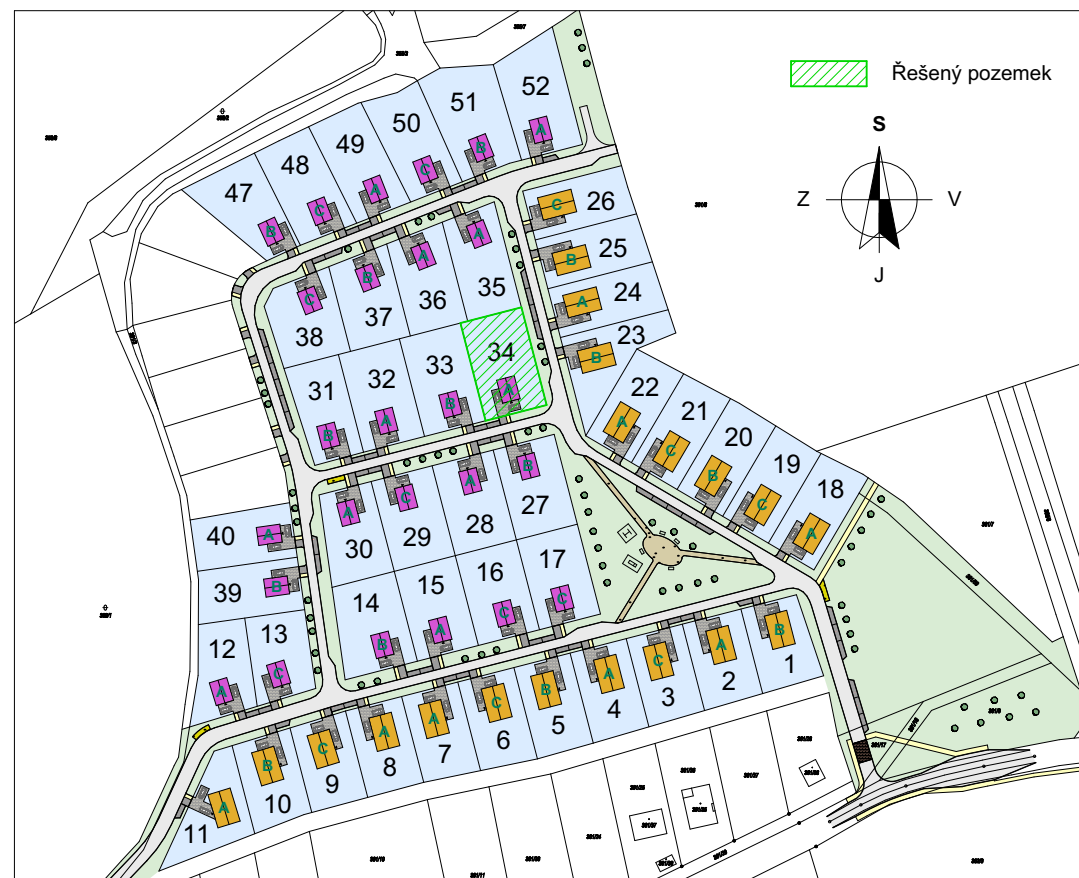 Řešený pozemek
S
Z
V
J
52
A
51
B
50
C
49
A
48
C
47
B
26
C
25
B
24
A
23
B
35
A
36
A
37
B
38
C
34
A
33
B
32
A
31
B
22
A
21
C
20
B
19
C
18
A
27
B
28
A
29
C
30
A
40
A
39
B
17
C
16
C
15
A
14
B
13
C
12
A
1
B
2
A
3
C
4
A
5
B
6
C
7
A
8
A
9
C
10
B
11
A